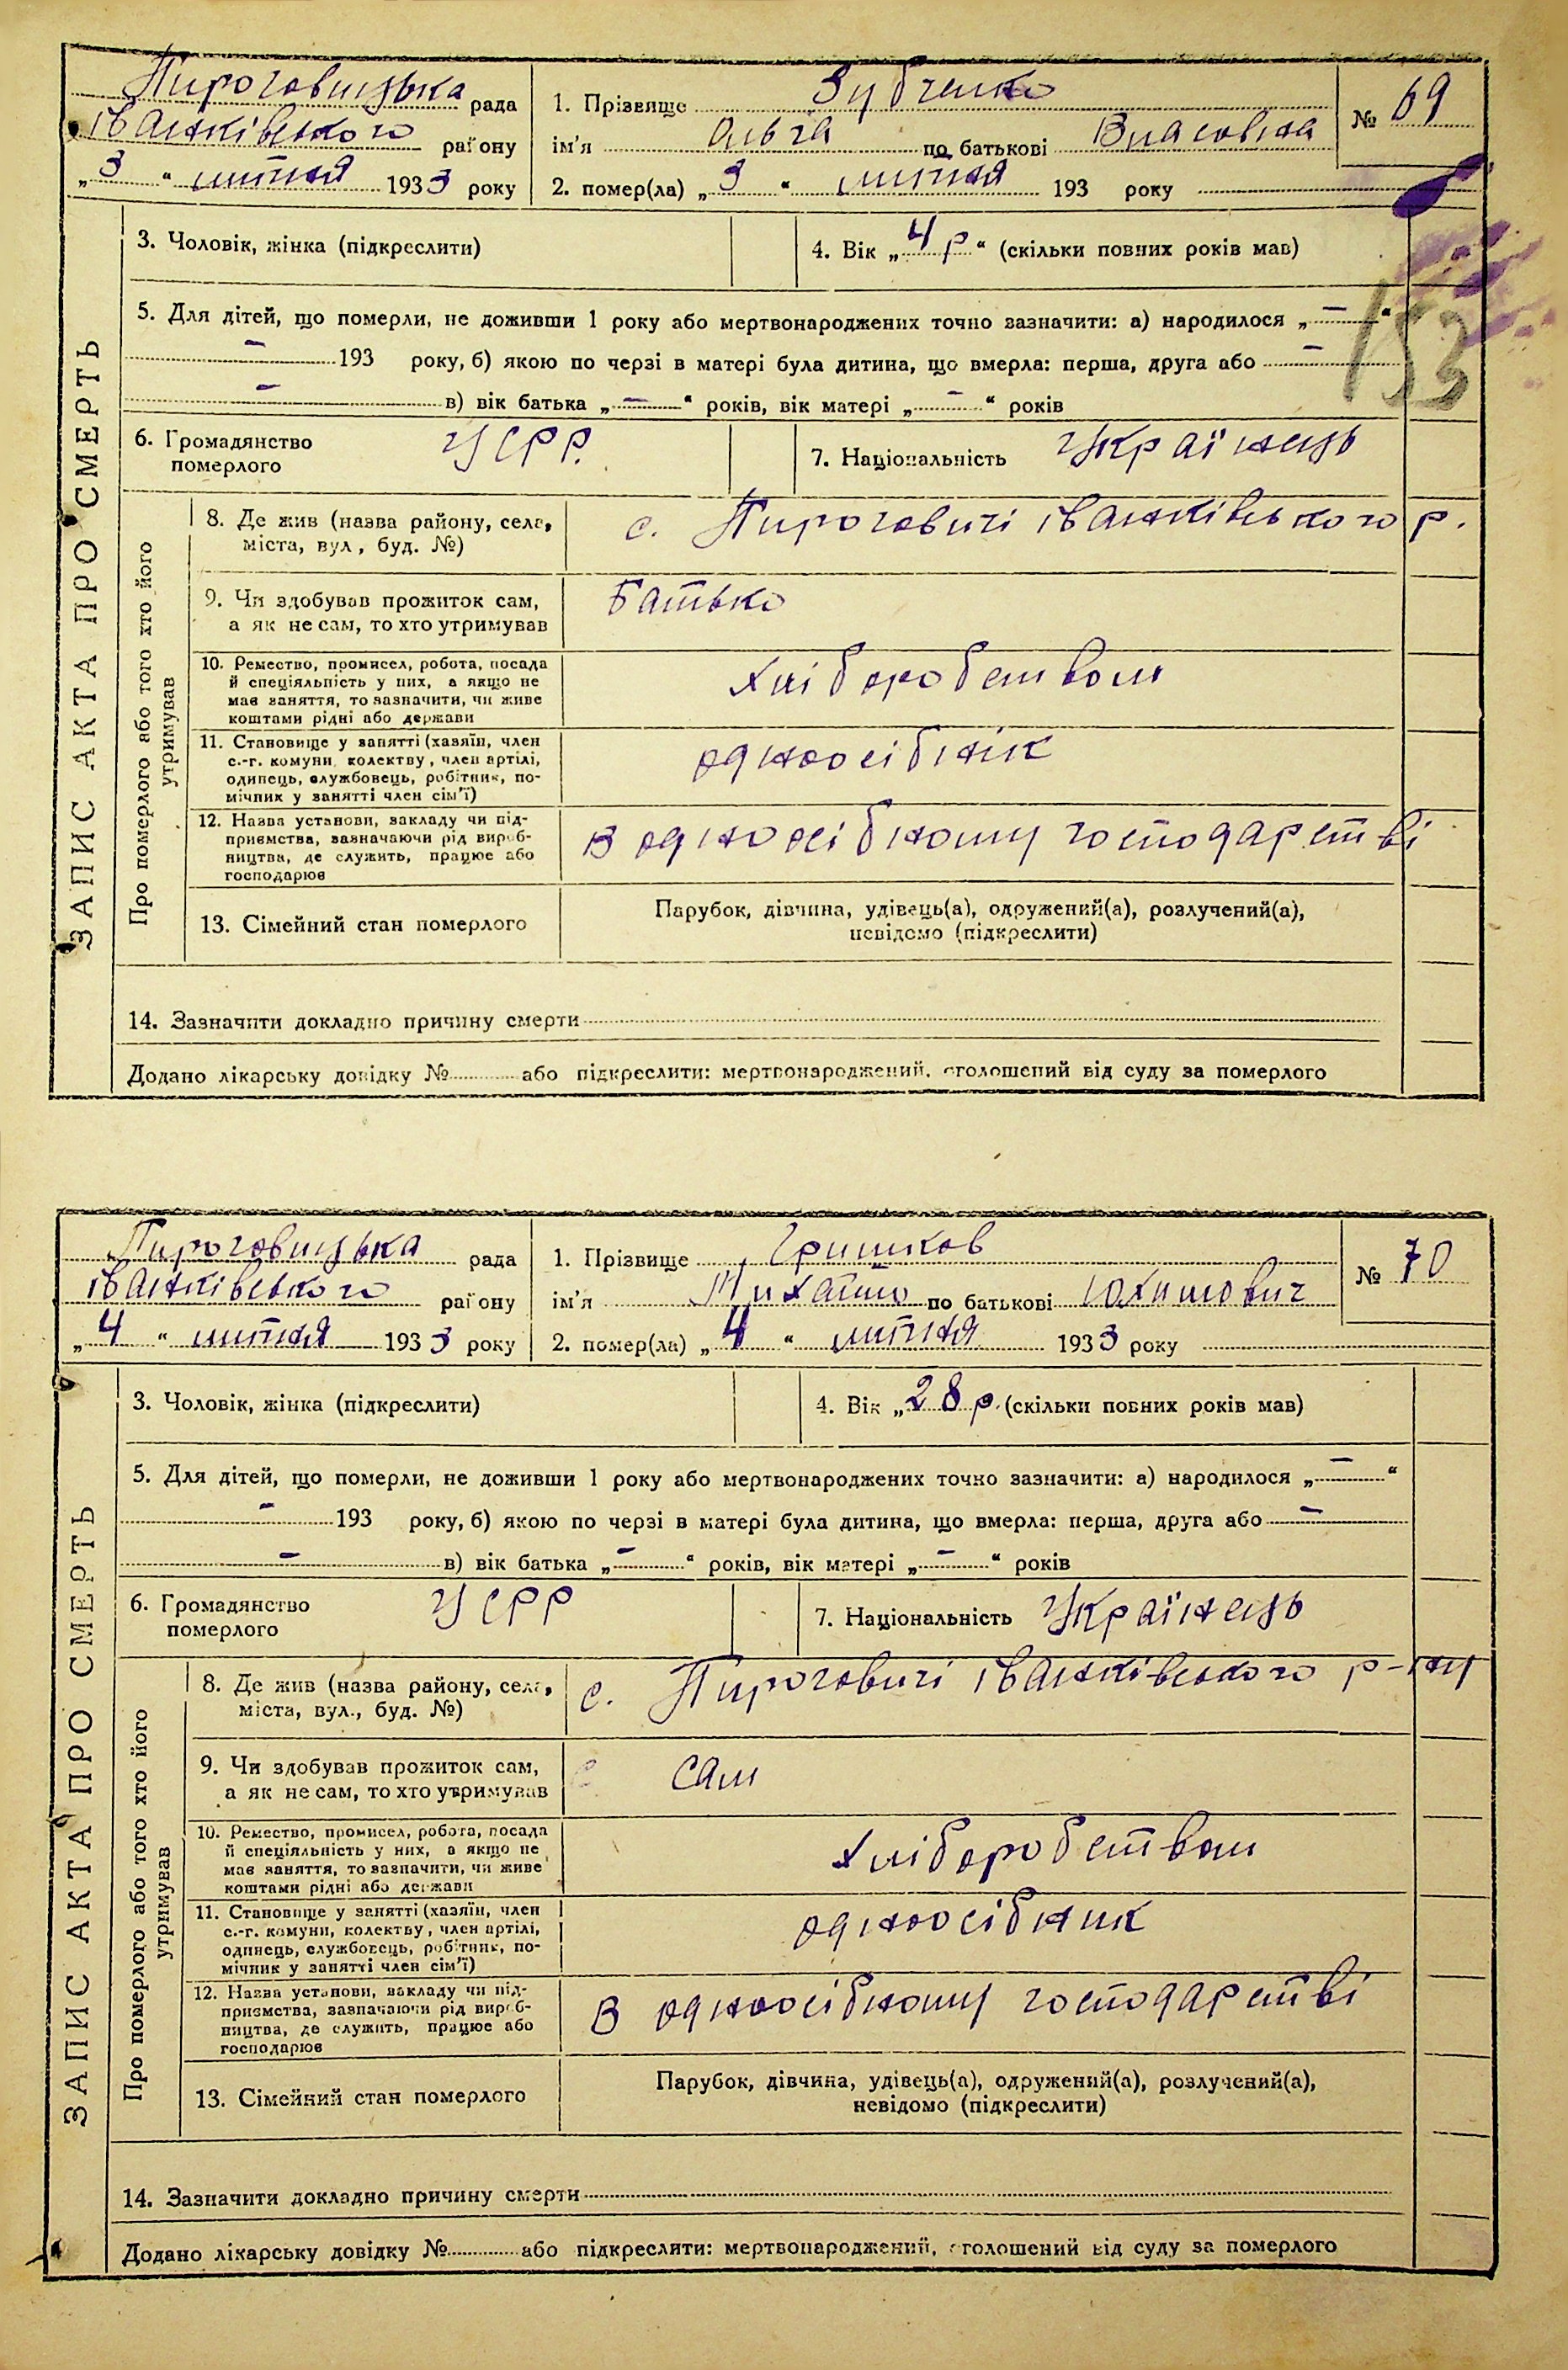 Пироговицька рада
іванківського району
„3“ липня 1933 року
1. Прізвище Зубченко
ім'я Ольга по батькові Власовна
2. помер(ла) „3“ липня 193 року
№ 69
ЗАПИС АКТА ПРО СМЕРТЬ
3. Чоловік, жінка (підкреслити)
4. Вік „4 р“ (скільки повних років мав)
153
5. Для дітей, що померли, не доживши 1 року або мертвонароджених точно зазначити: а) народилося „—“
— 193 року, б) якою по черзі в матері була дитина, що вмерла: перша, друга або —
— в) вік батька „—“ років, вік матері „—“ років
6. Громадянство
померлого
УСРР.
7. Національність Українець
Про померлого або того хто його
утримував
8. Де жив (назва району, села,
міста, вул., буд. №)
с. Пироговичі іванківського р.
9. Чи здобував прожиток сам,
а як не сам, то хто утримував
Батько
10. Ремество, промисел, робота, посада
й спеціяльність у них, а якщо не
має заняття, то зазначити, чи живе
коштами рідні або держави
хліборобством
11. Становище у занятті (хазяїн, член
с.-г. комуни, колективу, член артілі,
одинець, службовець, робітник, по-
мічник у занятті член сім'ї)
одноосібнік
12. Назва установи, закладу чи під-
приємства, зазначаючи рід вироб-
ництва, де служить, працює або
господарює
В одноосібному господарстві
13. Сімейний стан померлого
Парубок, дівчина, удівець(а), одружений(а), розлучений(а),
невідомо (підкреслити)
14. Зазначити докладно причину смерти
Додано лікарську довідку № або підкреслити: мертвонароджений, оголошений від суду за померлого
Пироговицька рада
іванківського району
„4“ липня 1933 року
1. Прізвище Гришков
ім'я Михайло по батькові Юхимович
2. помер(ла) „4“ липня 1933 року
№ 70
ЗАПИС АКТА ПРО СМЕРТЬ
3. Чоловік, жінка (підкреслити)
4. Вік „28 р. (скільки повних років мав)
5. Для дітей, що померли, не доживши 1 року або мертвонароджених точно зазначити: а) народилося „—“
— 193 року, б) якою по черзі в матері була дитина, що вмерла: перша, друга або —
— в) вік батька „—“ років, вік матері „—“ років
6. Громадянство
померлого
УСРР
7. Національність Українець
Про померлого або того хто його
утримував
8. Де жив (назва району, села,
міста, вул., буд. №)
с. Пироговичі іванківського р-ну
9. Чи здобував прожиток сам,
а як не сам, то хто утримував
сам
10. Ремество, промисел, робота, посада
й спеціяльність у них, а якщо не
має заняття, то зазначити, чи живе
коштами рідні або держави
хліборобством
11. Становище у занятті (хазяїн, член
с.-г. комуни, колективу, член артілі,
одинець, службовець, робітник, по-
мічник у занятті член сім'ї)
одноосібник
12. Назва установи, закладу чи під-
приємства, зазначаючи рід вироб-
ництва, де служить, працює або
господарює
В одноосібному господарстві
13. Сімейний стан померлого
Парубок, дівчина, удівець(а), одружений(а), розлучений(а),
невідомо (підкреслити)
14. Зазначити докладно причину смерти
Додано лікарську довідку № або підкреслити: мертвонароджений, оголошений від суду за померлого